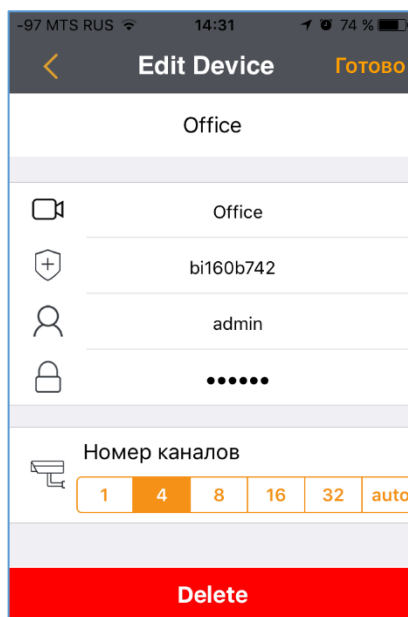 -97 MTS RUS 14:31 74 %
Edit Device Готово
Office
Office
bi160b742
admin
••••••
Номер каналов
1 4 8 16 32 auto
Delete